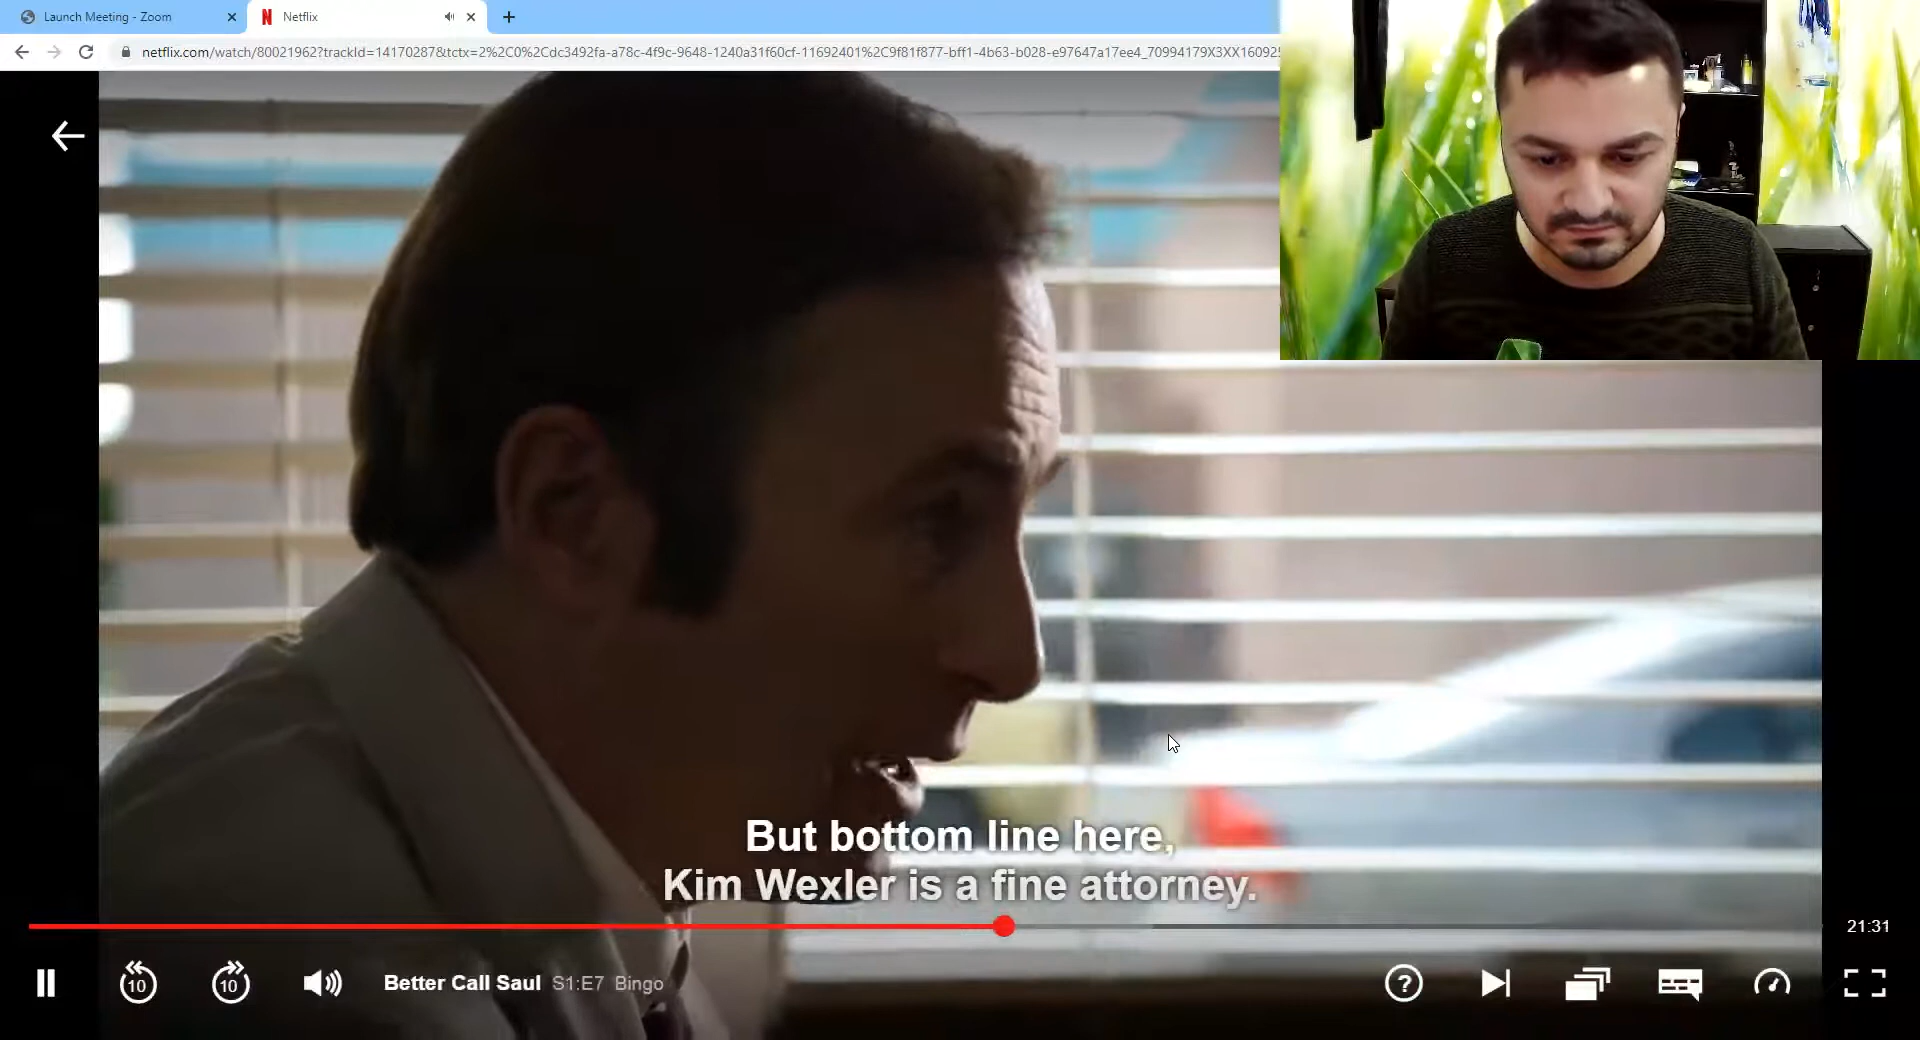 Launch Meeting - Zoom
Netflix
netflix.com/watch/80021962?trackId=14170287&tctx=2%2C0%2Cdc3492fa-a78c-4f9c-9648-1240a31f60cf-11692401%2C9f81f877-bff1-4b63-b028-e97647a17ee4_70994179X3XX16092
But bottom line here,
Kim Wexler is a fine attorney.
21:31
10
10
Better Call Saul S1:E7 Bingo
?